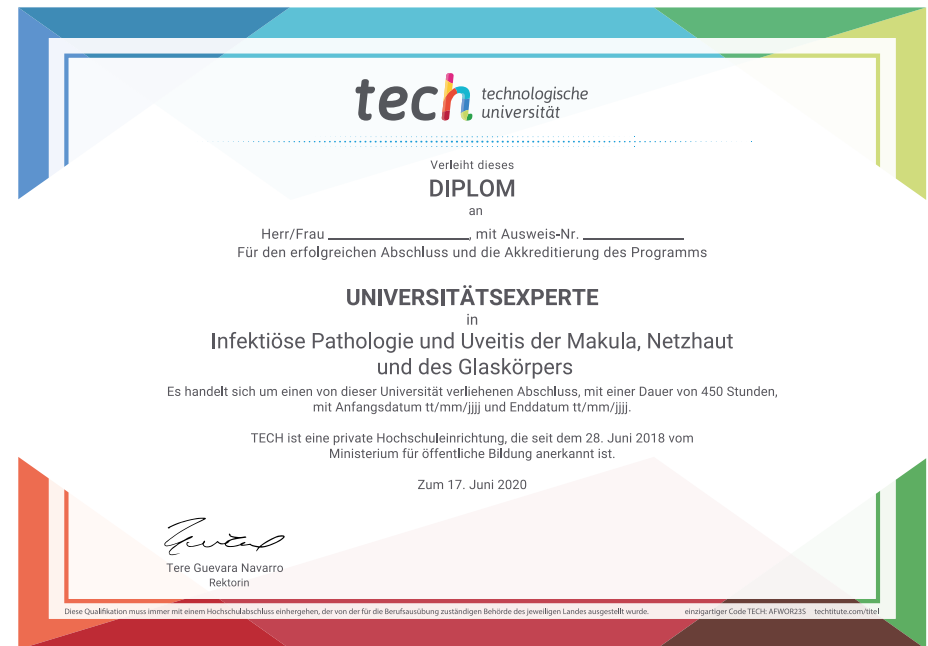 tech technologische
universität
Verleiht dieses
DIPLOM
an
Herr/Frau ____________________, mit Ausweis-Nr. ______________
Für den erfolgreichen Abschluss und die Akkreditierung des Programms
UNIVERSITÄTSEXPERTE
in
Infektiöse Pathologie und Uveitis der Makula, Netzhaut
und des Glaskörpers
Es handelt sich um einen von dieser Universität verliehenen Abschluss, mit einer Dauer von 450 Stunden,
mit Anfangsdatum tt/mm/jjjj und Enddatum tt/mm/jjjj.
TECH ist eine private Hochschuleinrichtung, die seit dem 28. Juni 2018 vom
Ministerium für öffentliche Bildung anerkannt ist.
Zum 17. Juni 2020
Tere Guevara Navarro
Rektorin
Diese Qualifikation muss immer mit einem Hochschulabschluss einhergehen, der von der für die Berufsausübung zuständigen Behörde des jeweiligen Landes ausgestellt wurde. einzigartiger Code TECH: AFWOR23S techtitute.com/titel